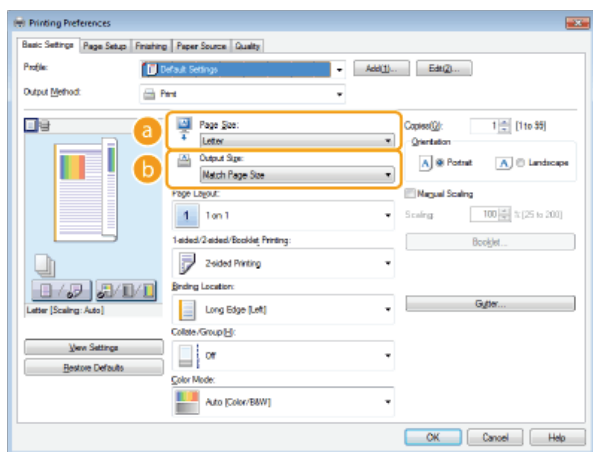 Printing Preferences
Basic Settings Page Setup Finishing Paper Source Quality
Profile: Default Settings Add(1)... Edit(2)...
Output Method: Print
a Page Size:
Letter
b Output Size:
Match Page Size
Copies(Q): 1 [1 to 99]
Orientation
A Portrait A Landscape
Page Layout:
1 1 on 1
Manual Scaling
Scaling: 100 % [25 to 200]
1-sided/2-sided/Booklet Printing:
2-sided Printing
Booklet...
Binding Location:
Long Edge [Left]
Gutter...
Letter [Scaling: Auto]
Collate/Group(H):
Off
View Settings
Restore Defaults
Color Mode:
Auto [Color/B&W]
OK Cancel Help